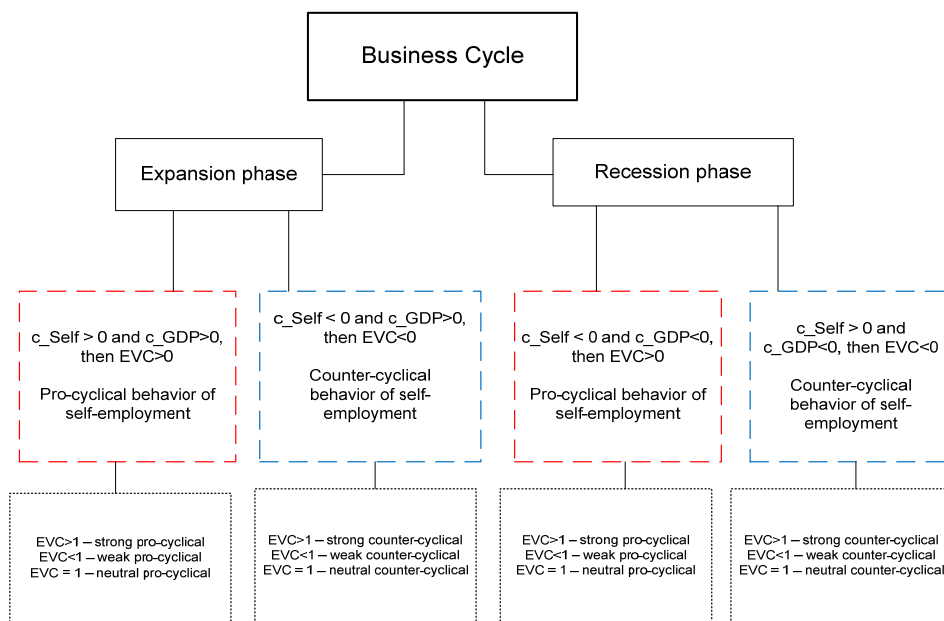 Business Cycle
Expansion phase
Recession phase
c_Self > 0 and c_GDP>0,
then EVC>0
Pro-cyclical behavior of
self-employment
c_Self < 0 and c_GDP>0,
then EVC<0
Counter-cyclical
behavior of self-
employment
c_Self < 0 and c_GDP<0,
then EVC>0
Pro-cyclical behavior of
self-employment
c_Self > 0 and
c_GDP<0, then EVC<0
Counter-cyclical
behavior of self-
employment
EVC>1 – strong pro-cyclical
EVC<1 – weak pro-cyclical
EVC = 1 – neutral pro-cyclical
EVC>1 – strong counter-cyclical
EVC<1 – weak counter-cyclical
EVC = 1 – neutral counter-cyclical
EVC>1 – strong pro-cyclical
EVC<1 – weak pro-cyclical
EVC = 1 – neutral pro-cyclical
EVC>1 – strong counter-cyclical
EVC<1 – weak counter-cyclical
EVC = 1 – neutral counter-cyclical